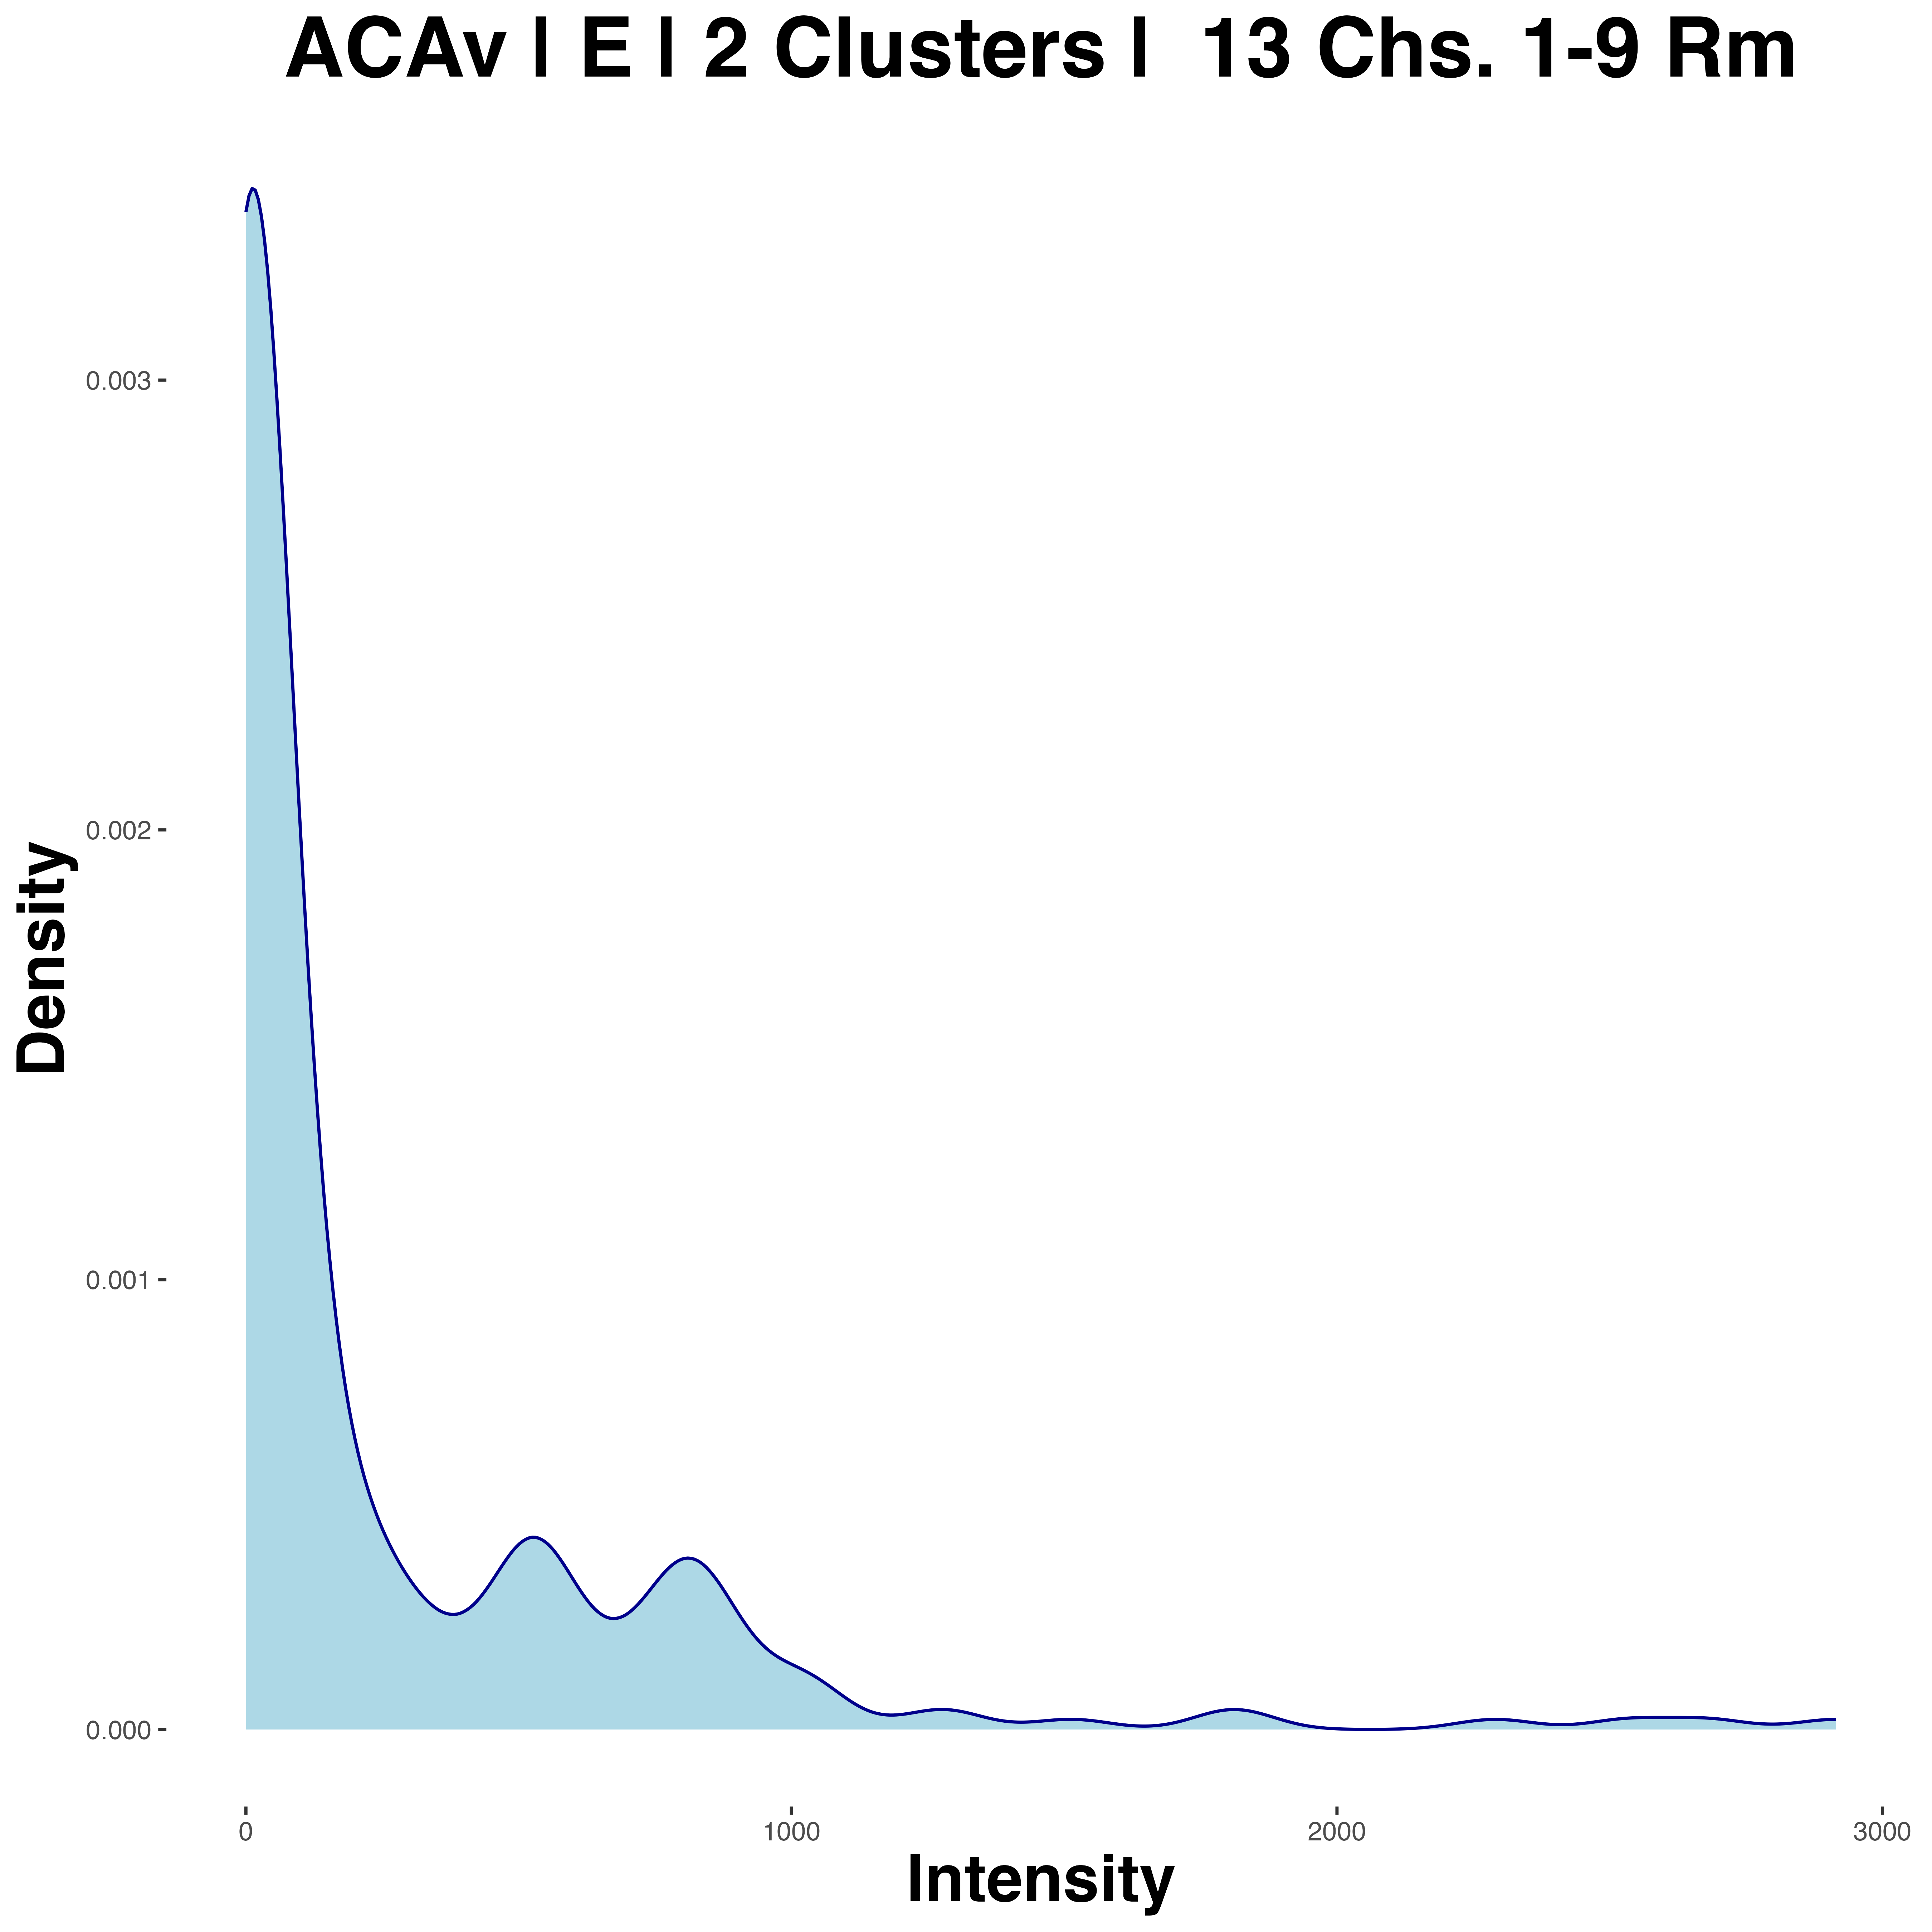 ACAv | E | 2 Clusters |  13 Chs. 1-9 Rm
0.003
0.002
0.001
0.000
Density
0
1000
2000
3000
Intensity